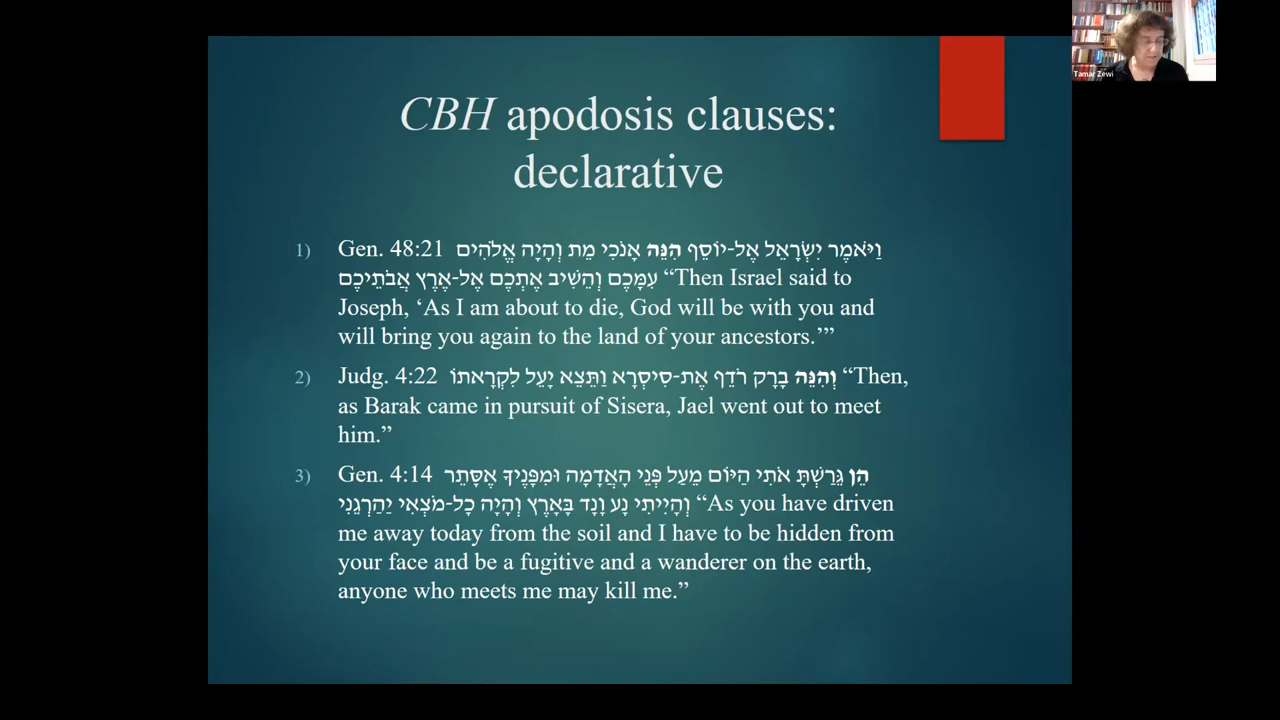 CBH apodosis clauses:
declarative
1) Gen. 48:21 וַיֹּאמֶר יִשְׂרָאֵל אֶל-יוֹסֵף הִנֵּה אָנֹכִי מֵת וְהָיָה אֱלֹהִים
עִמָּכֶם וְהֵשִׁיב אֶתְכֶם אֶל-אֶרֶץ אֲבֹתֵיכֶם “Then Israel said to
Joseph, ‘As I am about to die, God will be with you and
will bring you again to the land of your ancestors.’”
2) Judg. 4:22 וְהִנֵּה בָרָק רֹדֵף אֶת-סִיסְרָא וַתֵּצֵא יָעֵל לִקְרָאתוֹ “Then,
as Barak came in pursuit of Sisera, Jael went out to meet
him.”
3) Gen. 4:14 הֵן גֵּרַשְׁתָּ אֹתִי הַיּוֹם מֵעַל פְּנֵי הָאֲדָמָה וּמִפָּנֶיךָ אֶסָּתֵר
וְהָיִיתִי נָע וָנָד בָּאָרֶץ וְהָיָה כָל-מֹצְאִי יַהַרְגֵנִי “As you have driven
me away today from the soil and I have to be hidden from
your face and be a fugitive and a wanderer on the earth,
anyone who meets me may kill me.”
Tamar Zewi